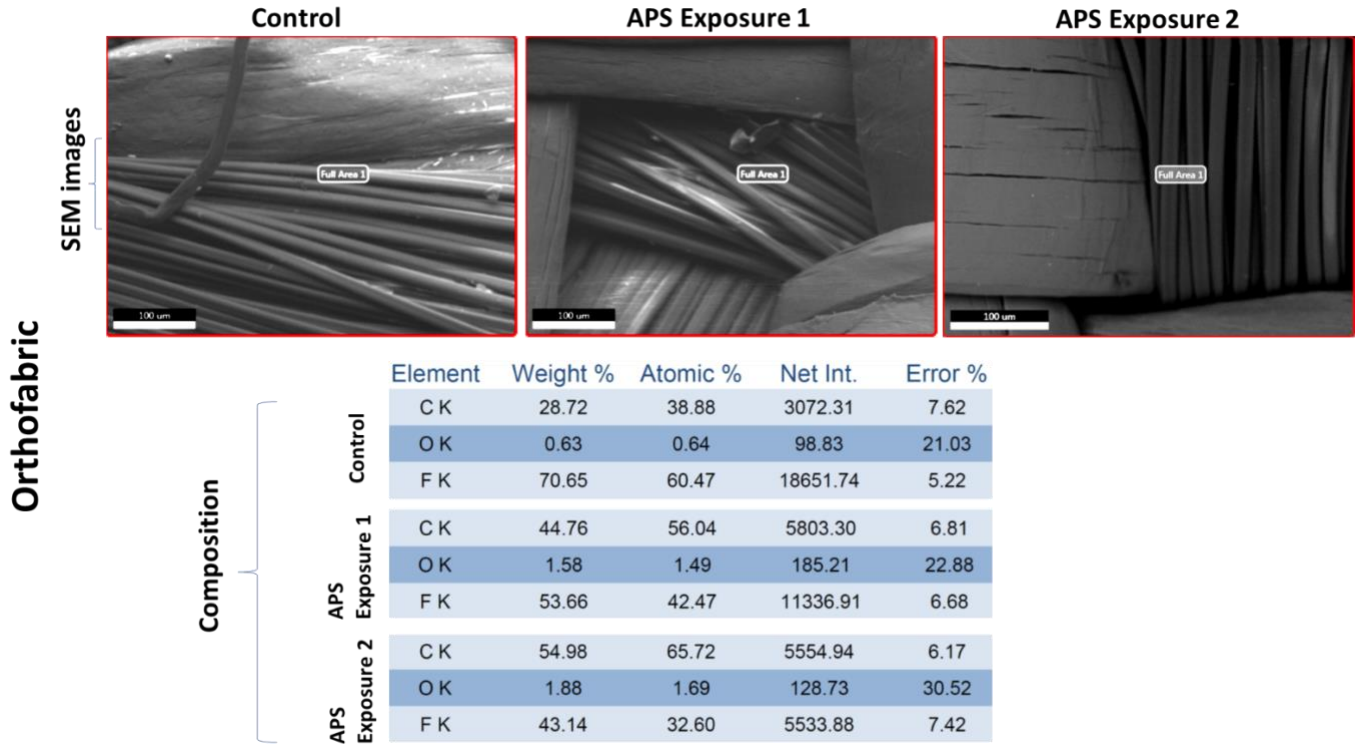 Control
APS Exposure 1
APS Exposure 2
SEM images
Full Area 1
Full Area 1
Full Area 1
100 um
100 um
100 um
Orthofabric
Composition
Element Weight % Atomic % Net Int. Error %
Control
C K 28.72 38.88 3072.31 7.62
O K 0.63 0.64 98.83 21.03
F K 70.65 60.47 18651.74 5.22
APS
Exposure 1
C K 44.76 56.04 5803.30 6.81
O K 1.58 1.49 185.21 22.88
F K 53.66 42.47 11336.91 6.68
APS
Exposure 2
C K 54.98 65.72 5554.94 6.17
O K 1.88 1.69 128.73 30.52
F K 43.14 32.60 5533.88 7.42